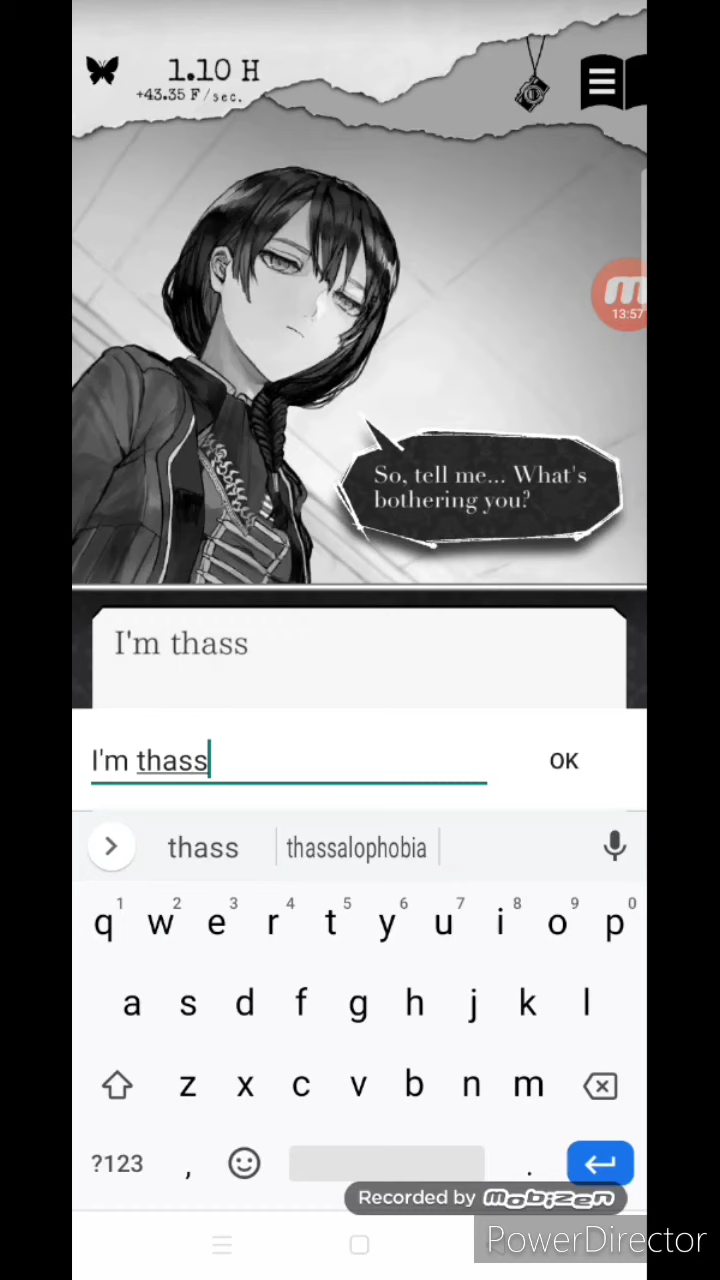 1.10 H
+43.35 F/sec.
13:57
So, tell me... What's
bothering you?
I'm thass
I'm thass
OK
thass
thassalophobia
1 2 3 4 5 6 7 8 9 0
q w e r t y u i o p
a s d f g h j k l
z x c v b n m
?123 , .
Recorded by mobizen
PowerDirector